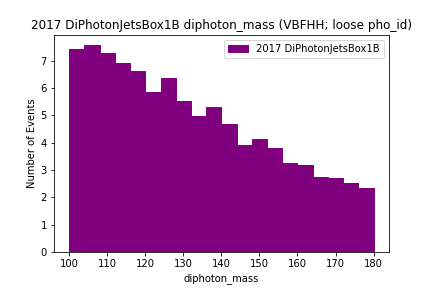 2017 DiPhotonJetsBox1B diphoton_mass (VBFHH; loose pho_id)
2017 DiPhotonJetsBox1B
Number of Events
7
6
5
4
3
2
1
0
100 110 120 130 140 150 160 170 180
diphoton_mass